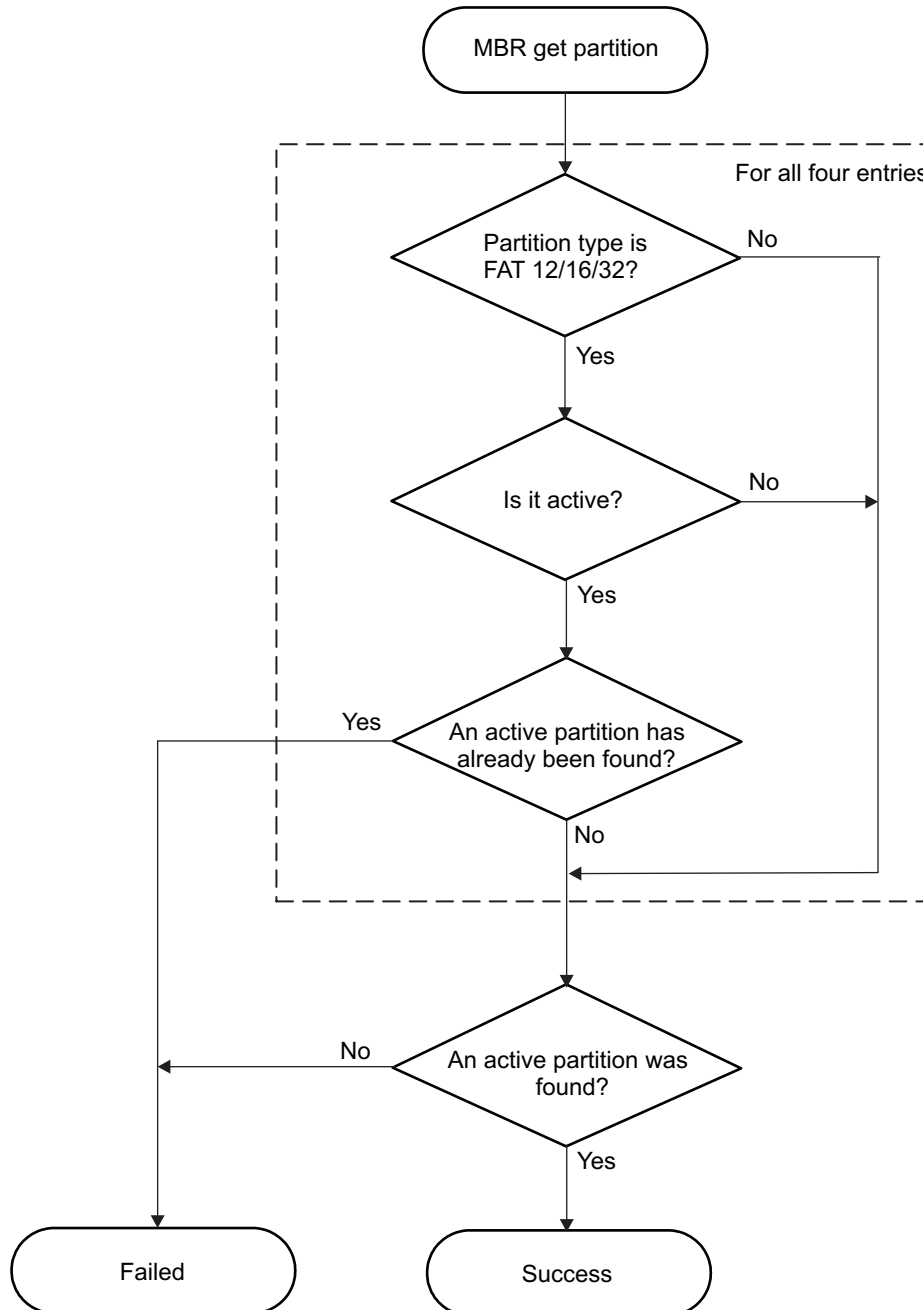 MBR get partition
For all four entries
Partition type is
FAT 12/16/32?
No
Yes
Is it active?
No
Yes
An active partition has
already been found?
Yes
No
An active partition was
found?
No
Yes
Failed
Success